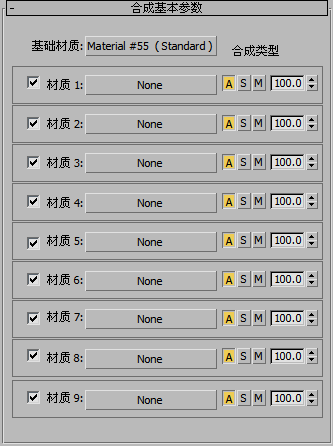 合成基本参数
基础材质: Material #55 ( Standard )
合成类型
材质 1: None A S M 100.0
材质 2: None A S M 100.0
材质 3: None A S M 100.0
材质 4: None A S M 100.0
材质 5: None A S M 100.0
材质 6: None A S M 100.0
材质 7: None A S M 100.0
材质 8: None A S M 100.0
材质 9: None A S M 100.0